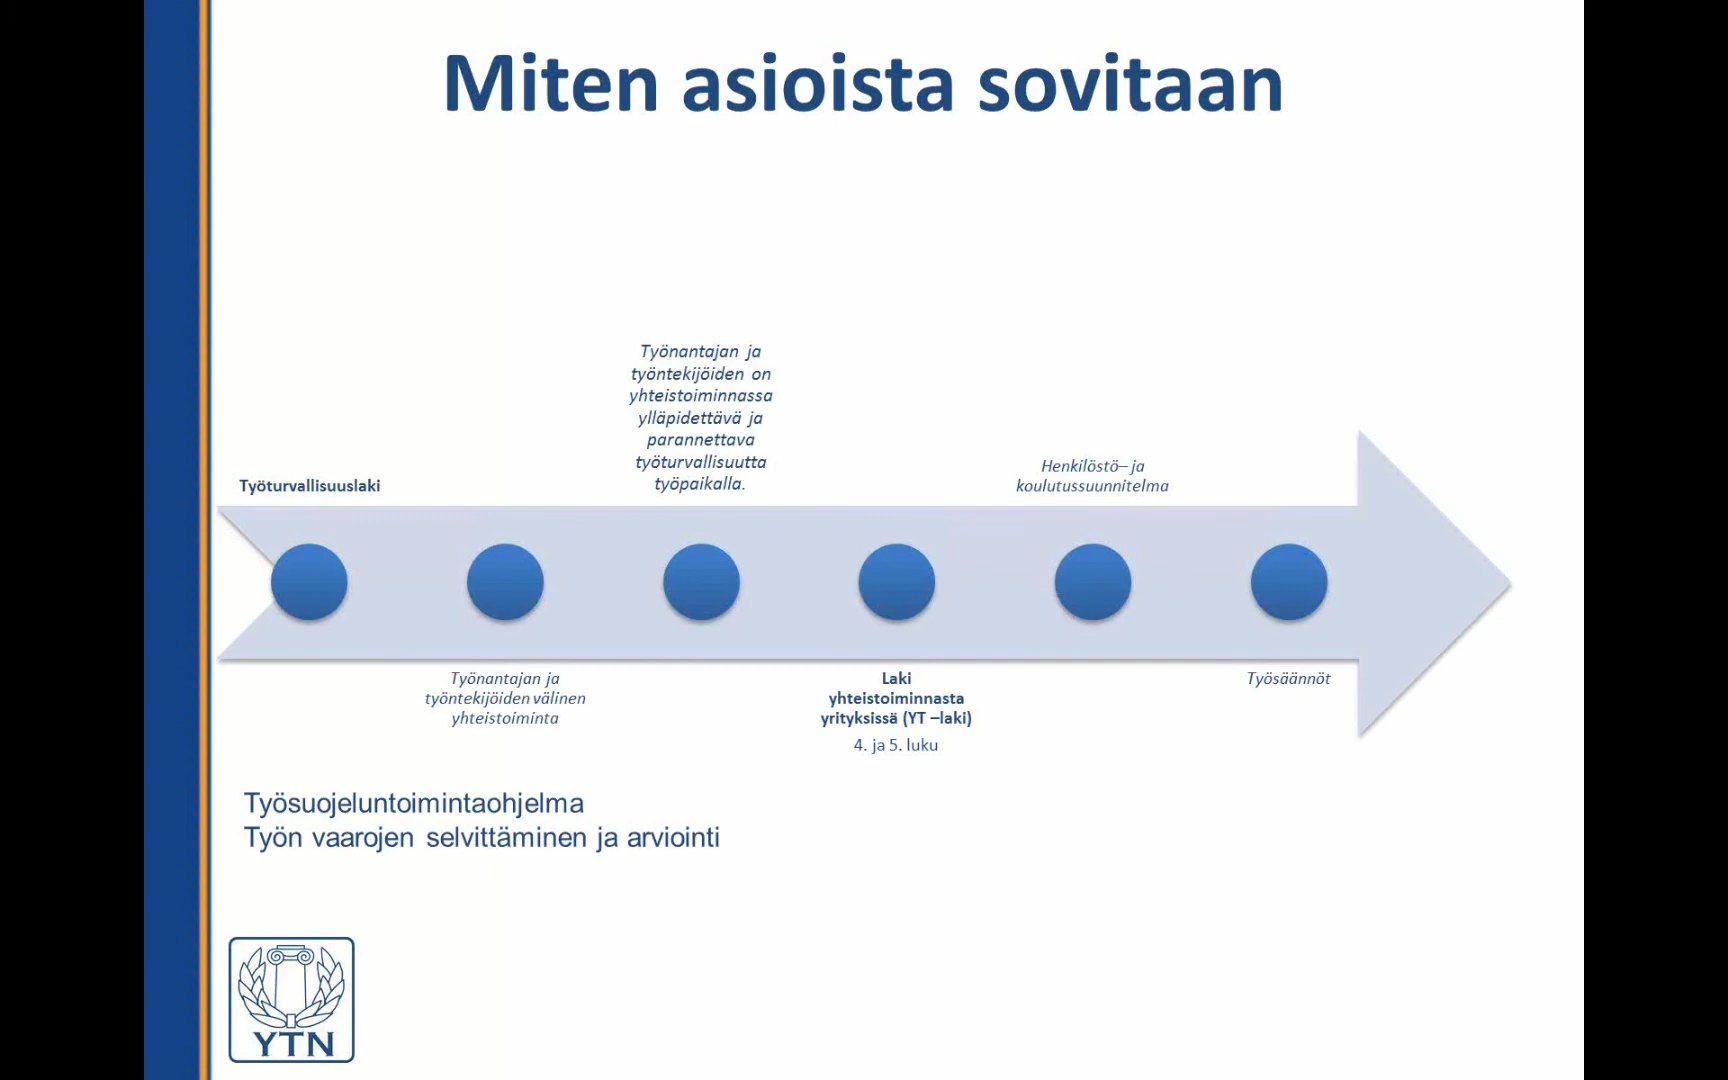 Miten asioista sovitaan
Työnantajan ja
työntekijöiden on
yhteistoiminnassa
ylläpidettävä ja
parannettava
työturvallisuutta
työpaikalla.
Työturvallisuuslaki
Henkilöstö– ja
koulutussuunnitelma
Työnantajan ja
työntekijöiden välinen
yhteistoiminta
Laki
yhteistoiminnasta
yrityksissä (YT –laki)
4. ja 5. luku
Työsäännöt
Työsuojeluntoimintaohjelma
Työn vaarojen selvittäminen ja arviointi
YTN